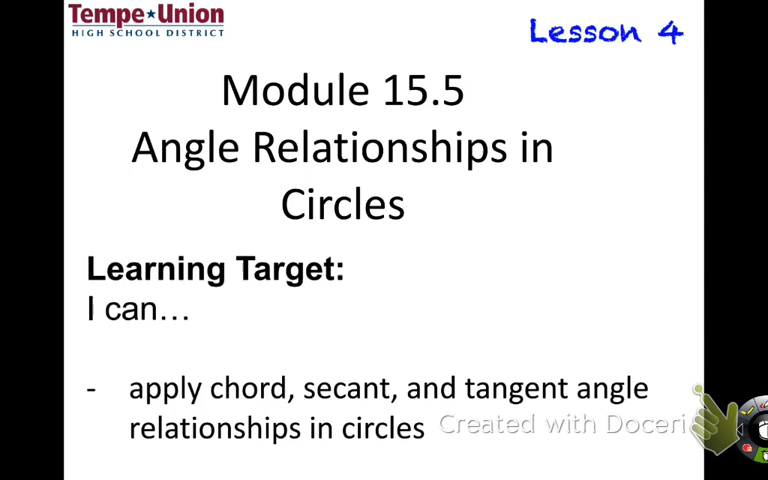 Tempe Union
HIGH SCHOOL DISTRICT
Lesson 4
Module 15.5
Angle Relationships in
Circles
Learning Target:
I can…
- apply chord, secant, and tangent angle
relationships in circles
Created with Doceri